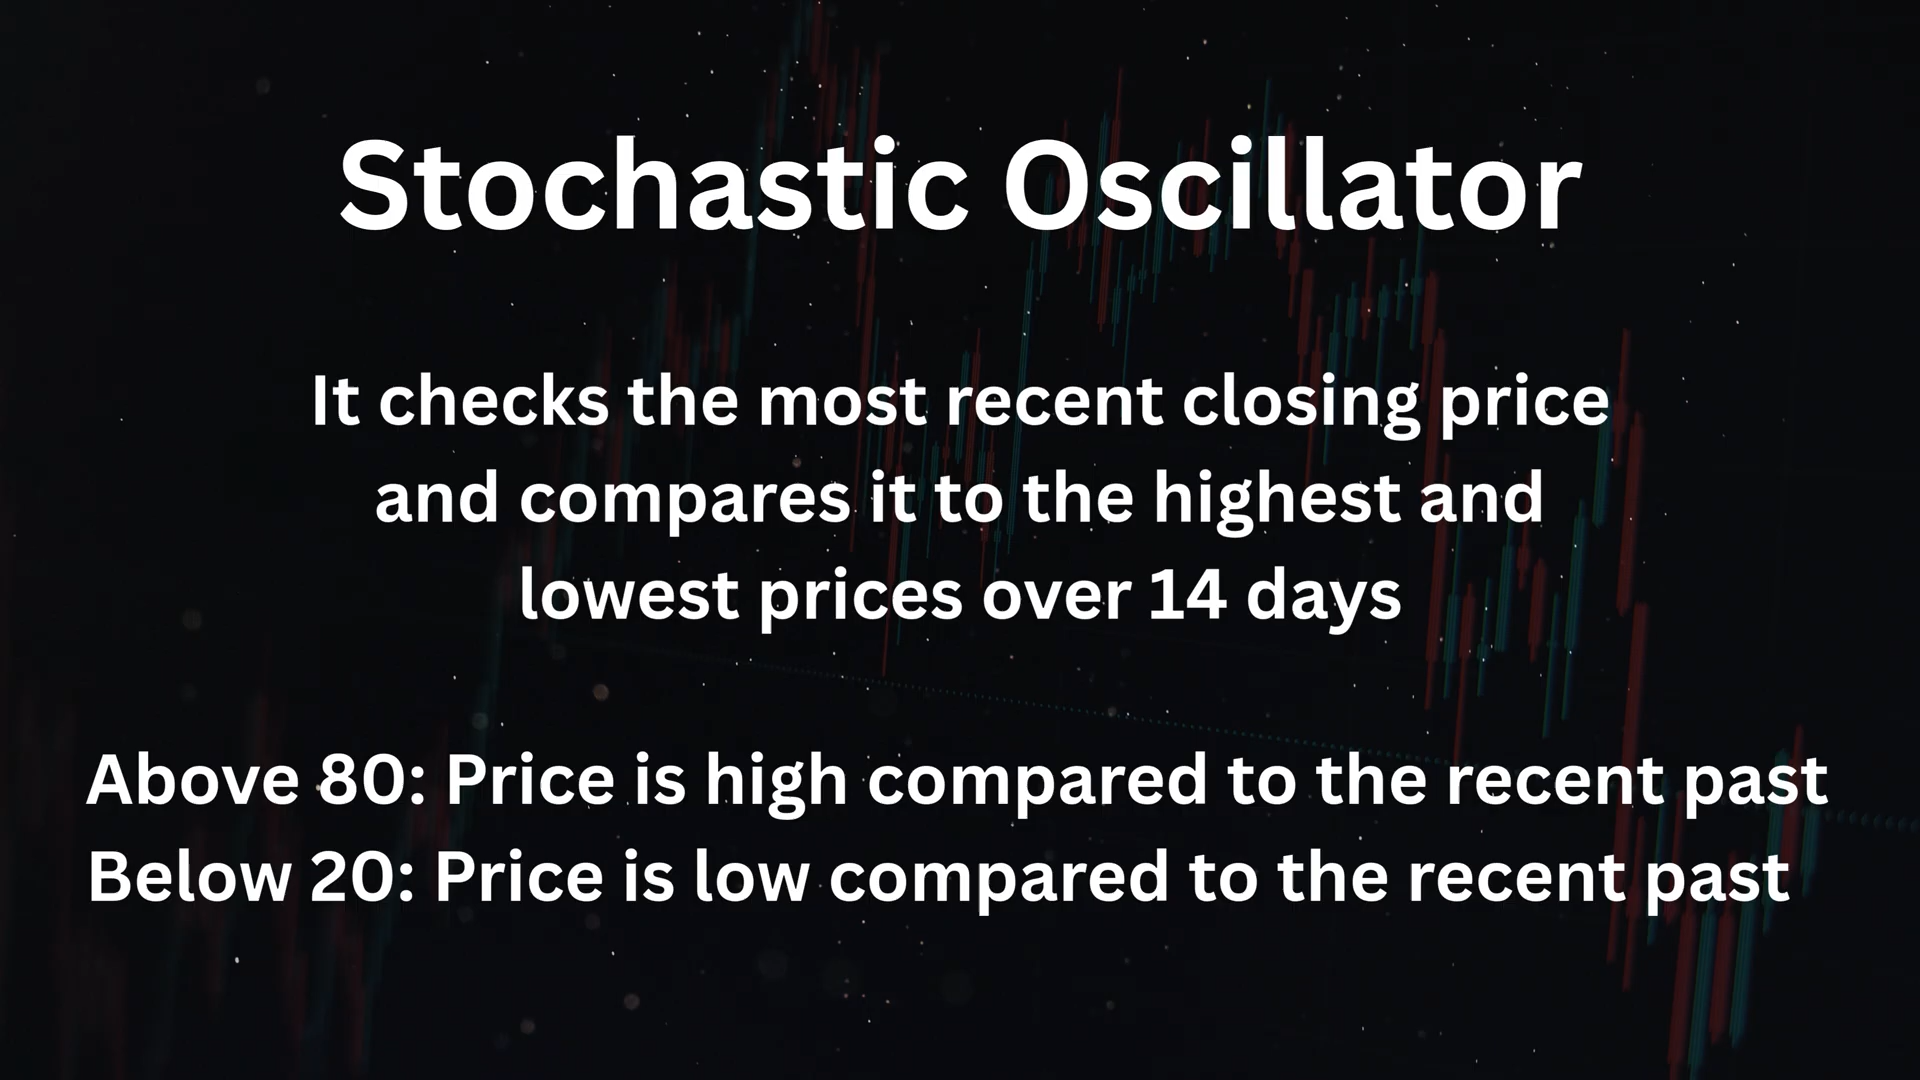 Stochastic Oscillator
It checks the most recent closing price
and compares it to the highest and
lowest prices over 14 days
Above 80: Price is high compared to the recent past
Below 20: Price is low compared to the recent past